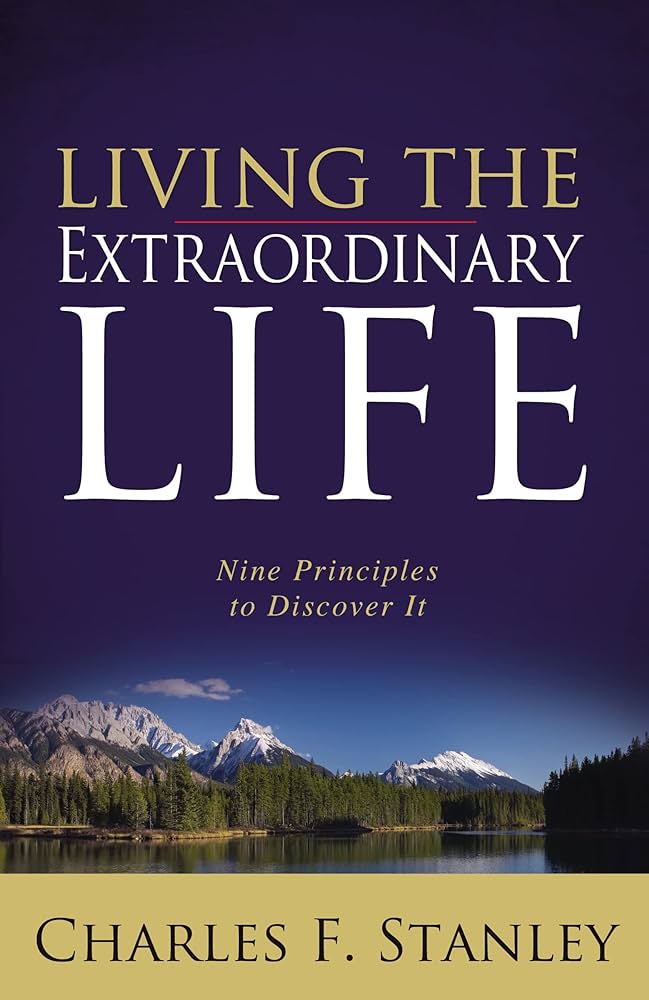 LIVING THE
EXTRAORDINARY
LIFE
Nine Principles
to Discover It
CHARLES F. STANLEY